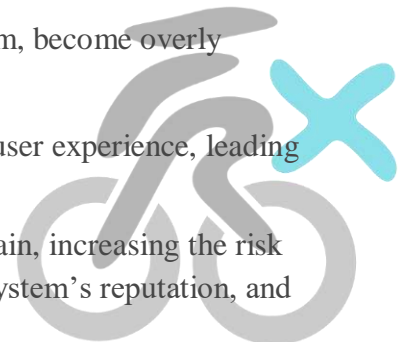 m, become overly
user experience, leading
ain, increasing the risk
ystem’s reputation, and